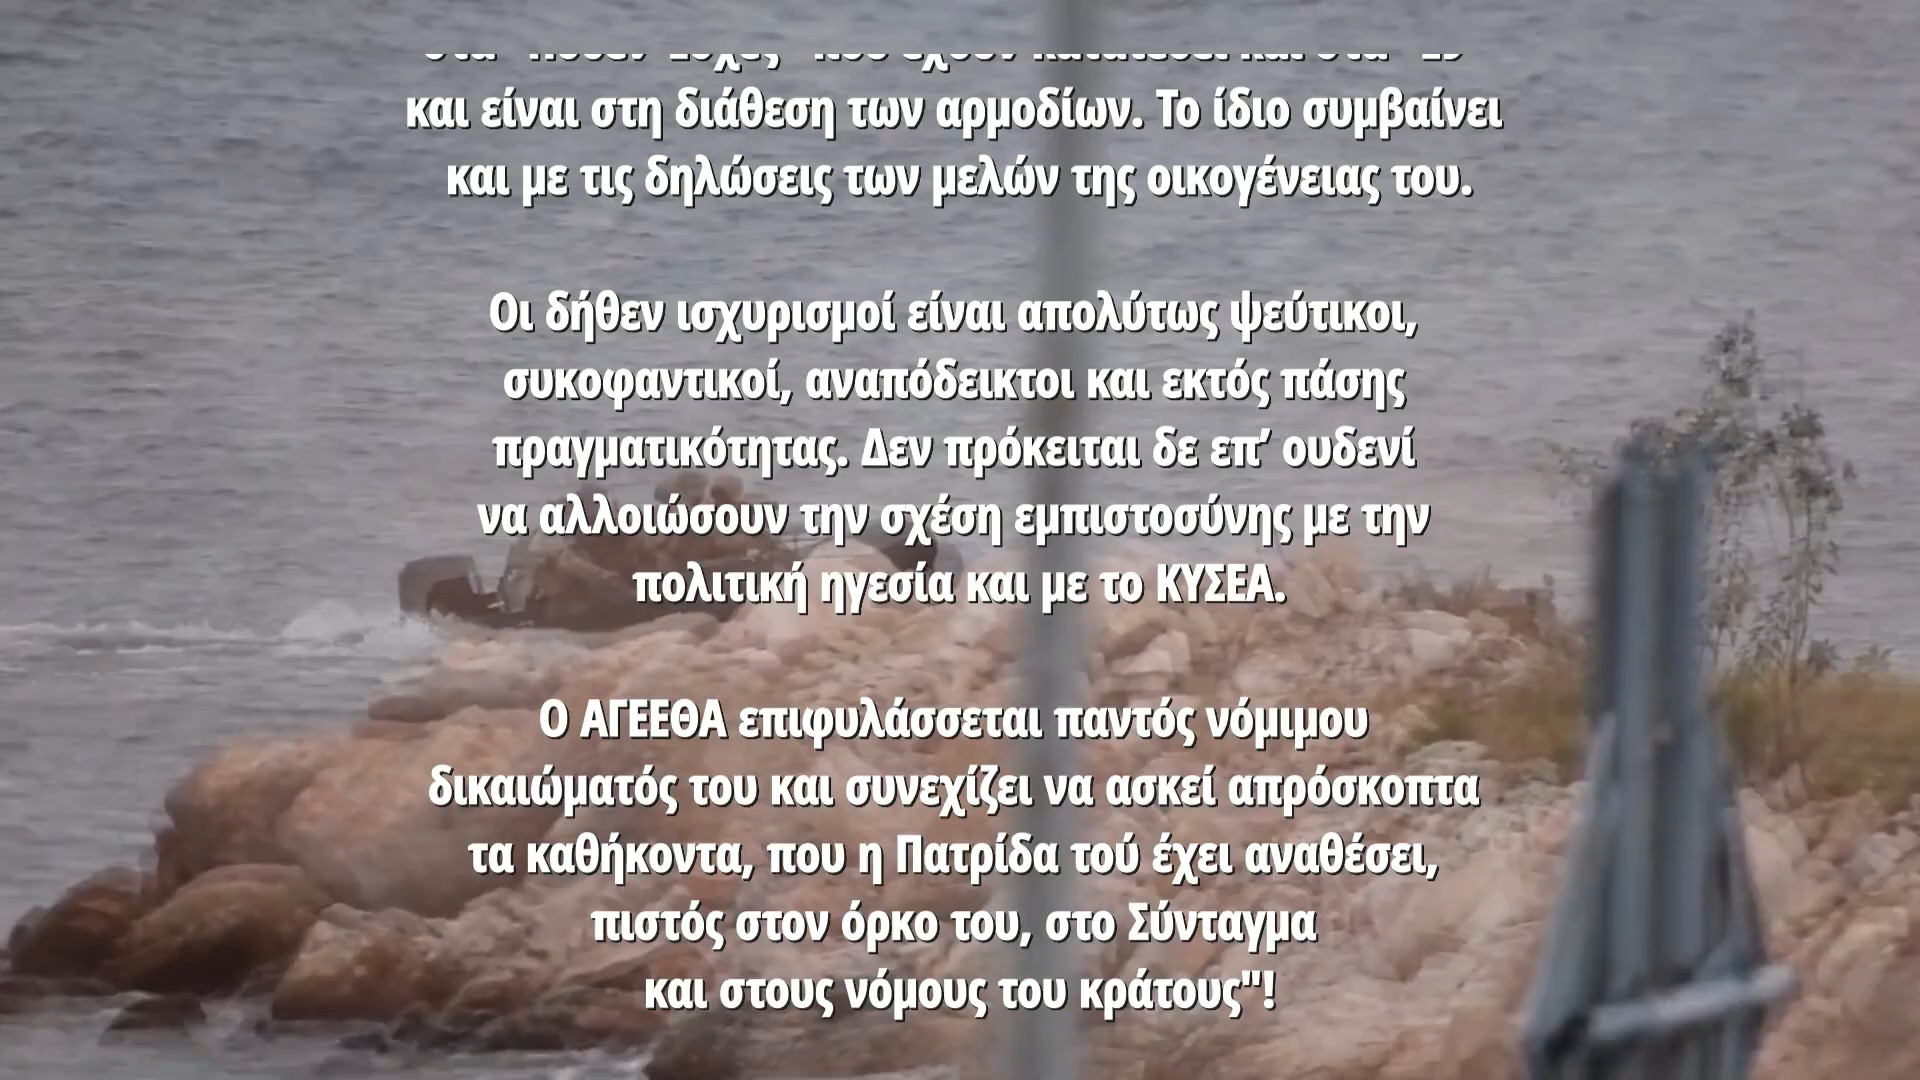 και είναι στη διάθεση των αρμοδίων. Το ίδιο συμβαίνει
και με τις δηλώσεις των μελών της οικογένειας του.
Οι δήθεν ισχυρισμοί είναι απολύτως ψεύτικοι,
συκοφαντικοί, αναπόδεικτοι και εκτός πάσης
πραγματικότητας. Δεν πρόκειται δε επ’ ουδενί
να αλλοιώσουν την σχέση εμπιστοσύνης με την
πολιτική ηγεσία και με το ΚΥΣΕΑ.
Ο ΑΓΕΕΘΑ επιφυλάσσεται παντός νόμιμου
δικαιώματός του και συνεχίζει να ασκεί απρόσκοπτα
τα καθήκοντα, που η Πατρίδα τού έχει αναθέσει,
πιστός στον όρκο του, στο Σύνταγμα
και στους νόμους του κράτους"!